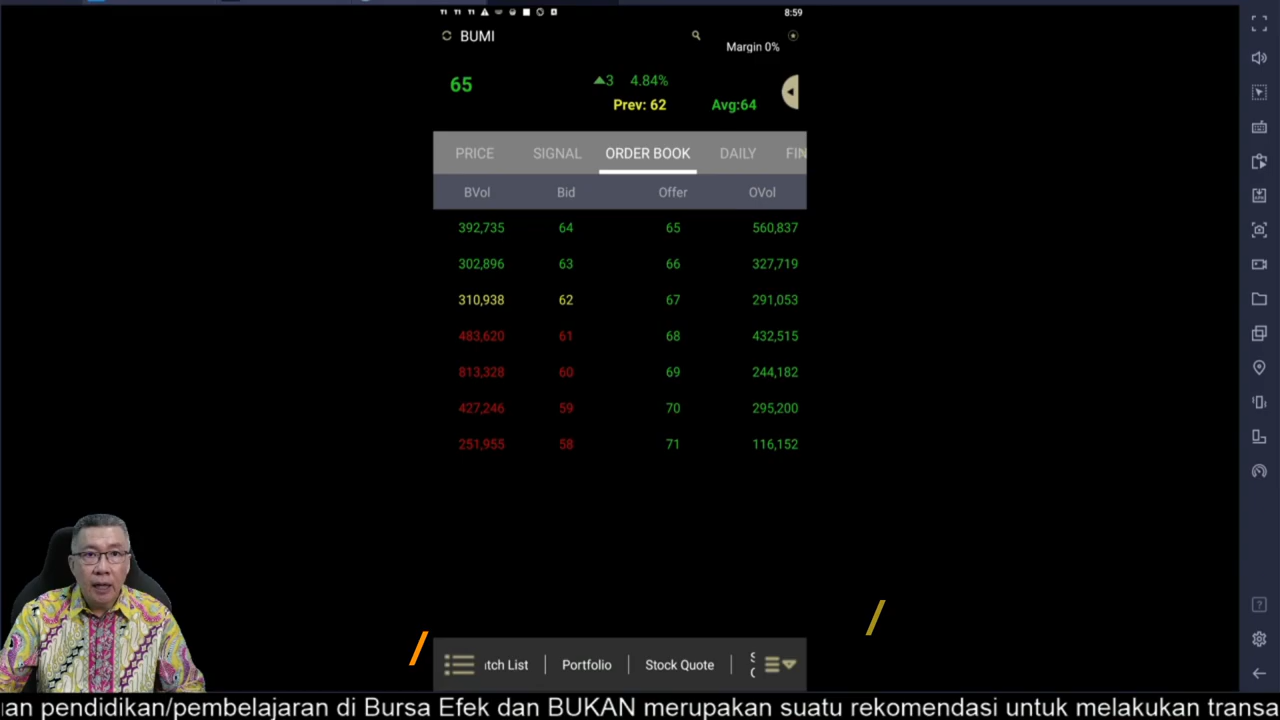 8:59
BUMI
Margin 0%
65
3 4.84%
Prev: 62 Avg:64
PRICE SIGNAL ORDER BOOK DAILY FIN
BVol Bid Offer OVol
392,735 64 65 560,837
302,896 63 66 327,719
310,938 62 67 291,053
483,620 61 68 432,515
813,328 60 69 244,182
427,246 59 70 295,200
251,955 58 71 116,152
tch List Portfolio Stock Quote
an pendidikan/pembelajaran di Bursa Efek dan BUKAN merupakan suatu rekomendasi untuk melakukan transa